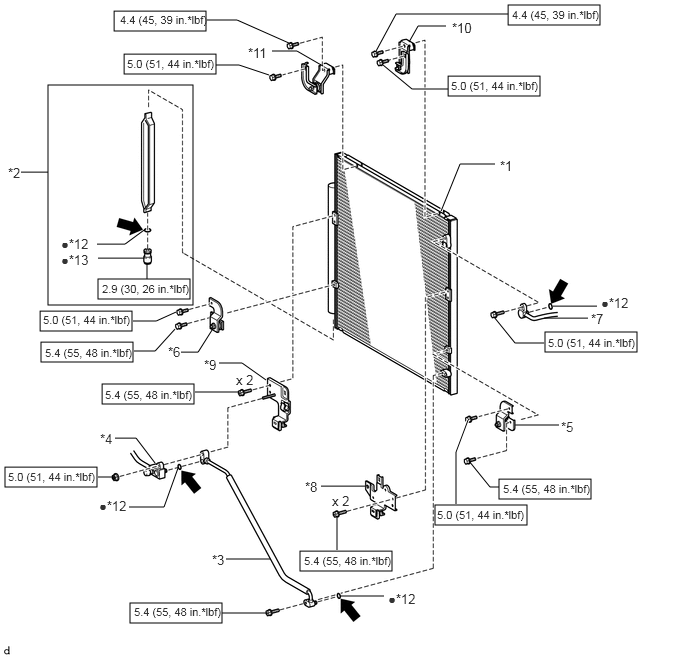 4.4 (45, 39 in.*lbf)
4.4 (45, 39 in.*lbf)
*10
*11
5.0 (51, 44 in.*lbf)
5.0 (51, 44 in.*lbf)
*1
*2
●*12
●*13
2.9 (30, 26 in.*lbf)
●*12
*7
5.0 (51, 44 in.*lbf)
5.0 (51, 44 in.*lbf)
5.4 (55, 48 in.*lbf)
*6
*9
x 2
5.4 (55, 48 in.*lbf)
*5
*4
5.0 (51, 44 in.*lbf)
●*12
*8
x 2
5.4 (55, 48 in.*lbf)
5.0 (51, 44 in.*lbf)
5.4 (55, 48 in.*lbf)
*3
●*12
5.4 (55, 48 in.*lbf)
d